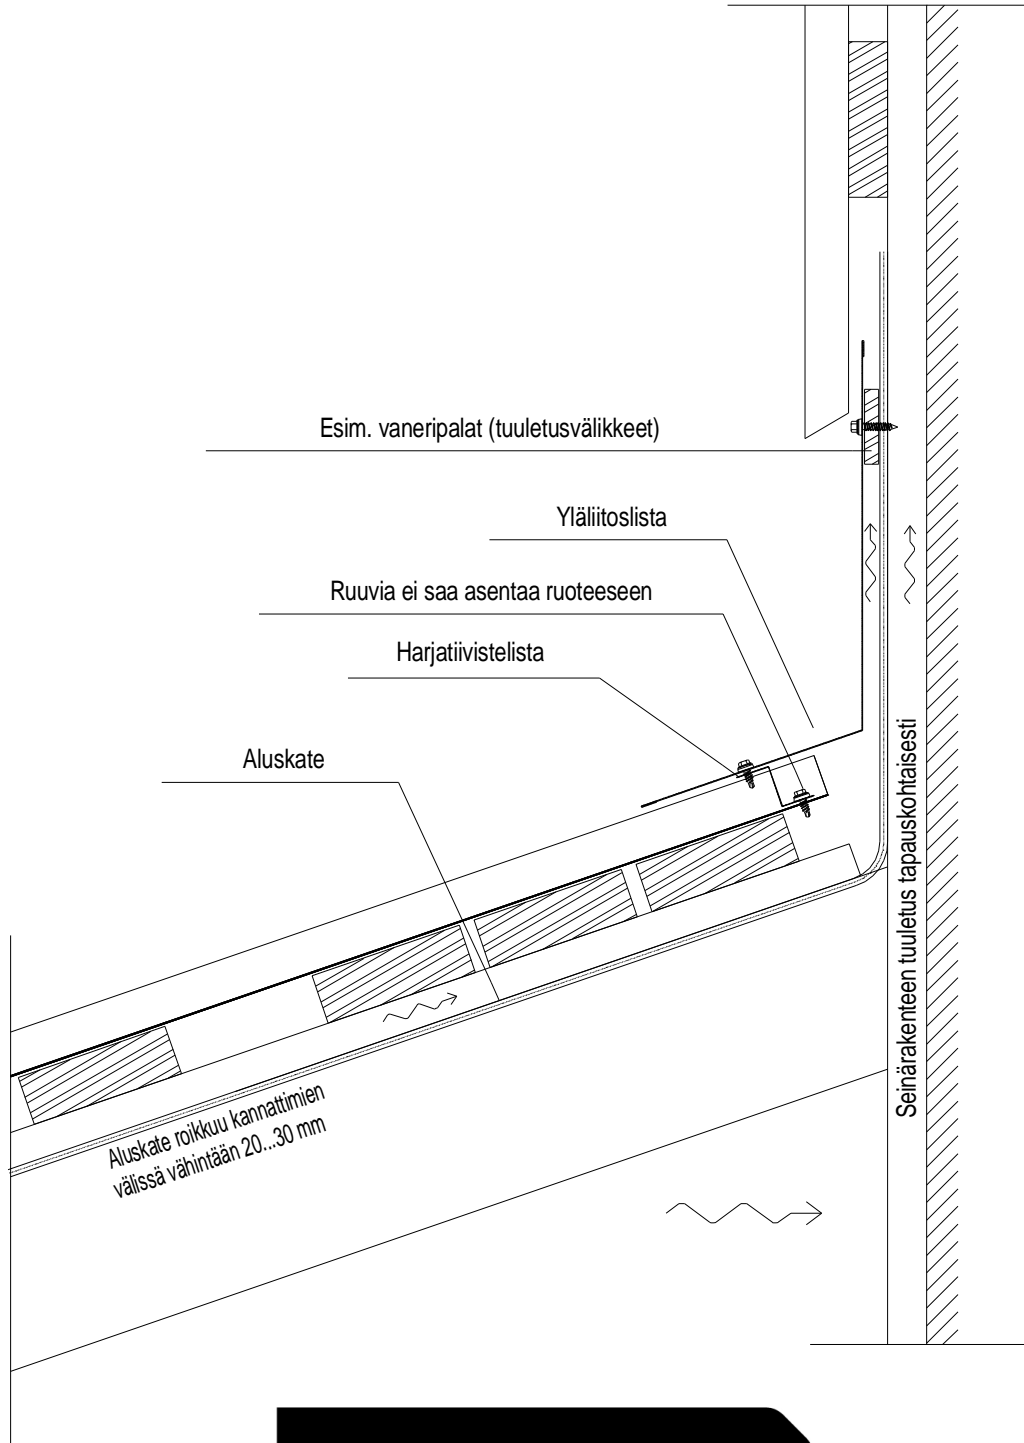 Esim. vaneripalat (tuuletusvälikkeet)
Yläliitoslista
Ruuvia ei saa asentaa ruoteeseen
Harjatiivistelista
Aluskate
Seinärakenteen tuuletus tapauskohtaisesti
Aluskate roikkuu kannattimien
välissä vähintään 20...30 mm